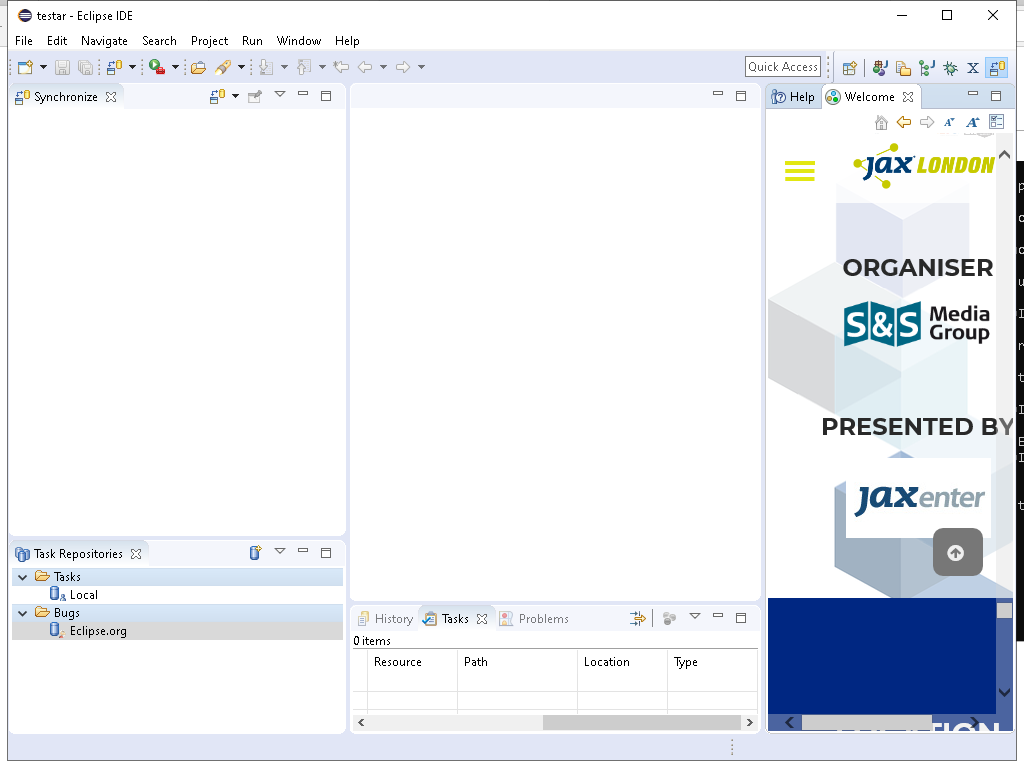 testar - Eclipse IDE
File Edit Navigate Search Project Run Window Help
Quick Access
Synchronize
Help Welcome
JAX LONDON
ORGANISER
S&S Media Group
PRESENTED BY
JAXenter
Task Repositories
Tasks
Local
Bugs
Eclipse.org
History Tasks Problems
0 items
Resource Path Location Type